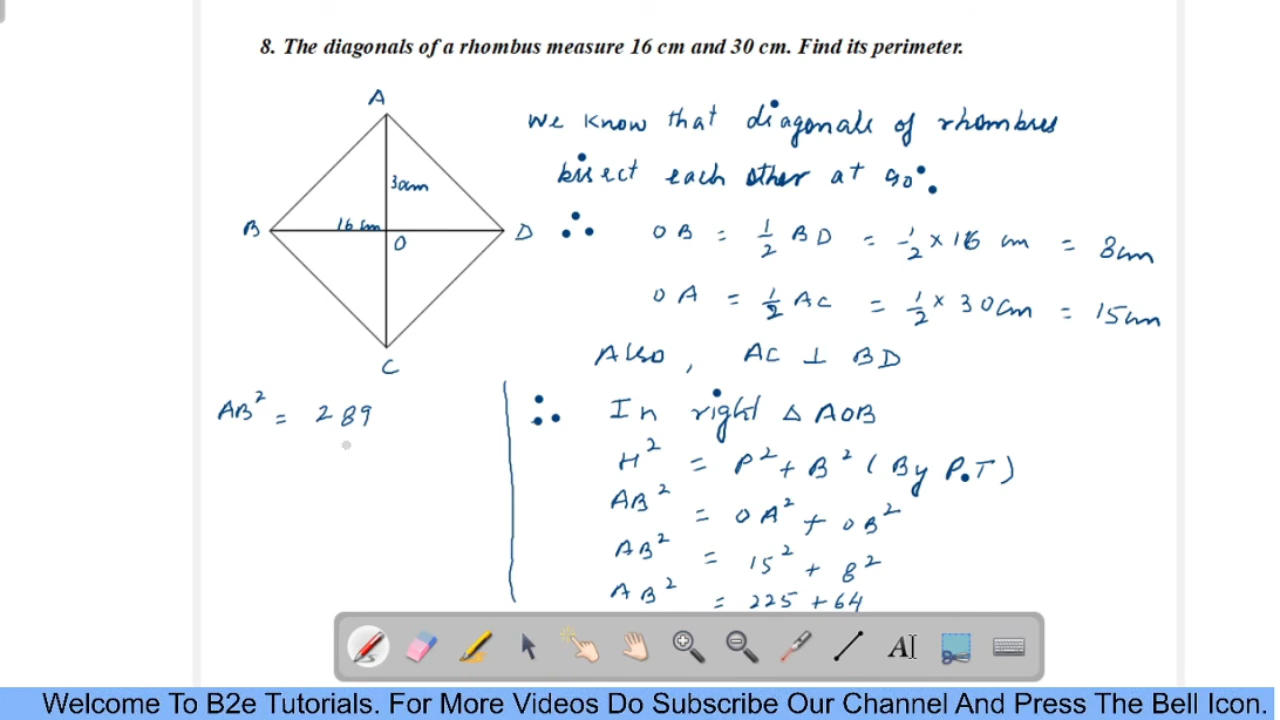 8. The diagonals of a rhombus measure 16 cm and 30 cm. Find its perimeter.
A
We know that diagonals of rhombus
bisect each other at 90°.
30cm
B
16 cm
O
D
∴ OB = 1/2 BD = 1/2 × 16 cm = 8cm
OA = 1/2 AC = 1/2 × 30cm = 15cm
C
Also, AC ⊥ BD
AB² = 289
∴ In right △ AOB
H² = P² + B² (By P.T)
AB² = OA² + OB²
AB² = 15² + 8²
AB² = 225 + 64
AI
Welcome To B2e Tutorials. For More Videos Do Subscribe Our Channel And Press The Bell Icon.